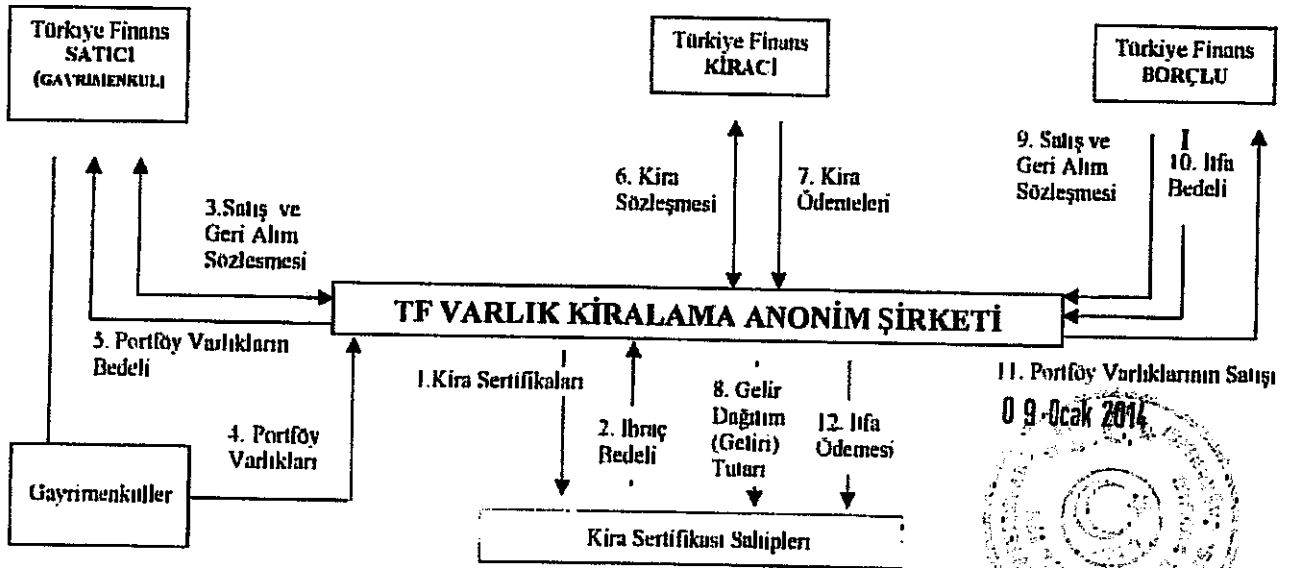 Türkiye Finans
SATICI
(GAYRIMENKUL)
Türkiye Finans
KİRACI
Türkiye Finans
BORÇLU
3.Satış ve
Geri Alım
Sözlesmesi
6. Kira
Sözleşmesi
7. Kira
Ödemeleri
9. Satış ve
Geri Alım
Sözleşmesi
10. İtfa
Bedeli
TF VARLIK KİRALAMA ANONİM ŞİRKETİ
5. Portföy Varlıkların
Bedeli
4. Portföy
Varlıkları
Gayrimenkuller
1.Kira Sertifikaları
2. İhraç
Bedeli
8. Gelir
Dağıtım
(Getiri)
Tutarı
12. İtfa
Ödemesi
11. Portföy Varlıklarının Satışı
09 Ocak 2014
Kira Sertifikası Sahipleri